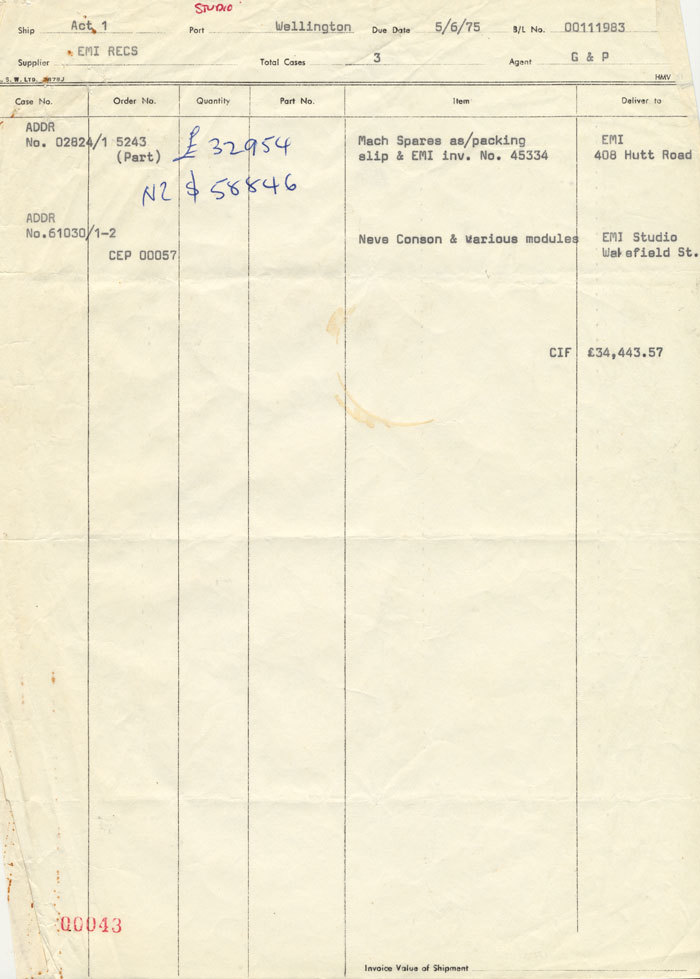 STUDIO
Ship Act 1 Port Wellington Due Date 5/6/75 B/L No. 00111983
Supplier EMI RECS Total Cases 3 Agent G & P
S. W. LTD. HMV
Case No. Order No. Quantity Part No. Item Deliver to
ADDR
No. 02824/1 5243 £ 32954 Mach Spares as/packing EMI
(Part) slip & EMI inv. No. 45334 408 Hutt Road
NZ $ 58846
ADDR
No.61030/1-2 Neve Conson & Various modules EMI Studio
CEP 00057 Wakefield St.
CIF £34,443.57
00043
Invoice Value of Shipment